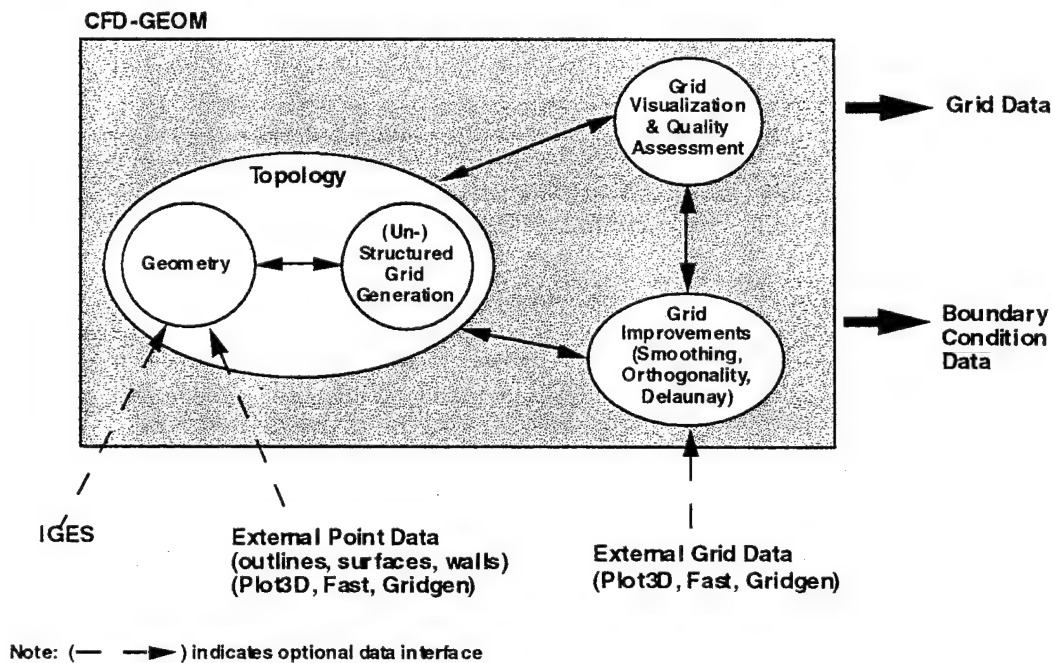 CFD-GEOM
Grid
Visualization
& Quality
Assessment
Grid Data
Topology
Geometry
(Un-)
Structured
Grid
Generation
Grid
Improvements
(Smoothing,
Orthogonality,
Delaunay)
Boundary
Condition
Data
IGES
External Point Data
(outlines, surfaces, walls)
(Plot3D, Fast, Gridgen)
External Grid Data
(Plot3D, Fast, Gridgen)
Note: ( ) indicates optional data interface